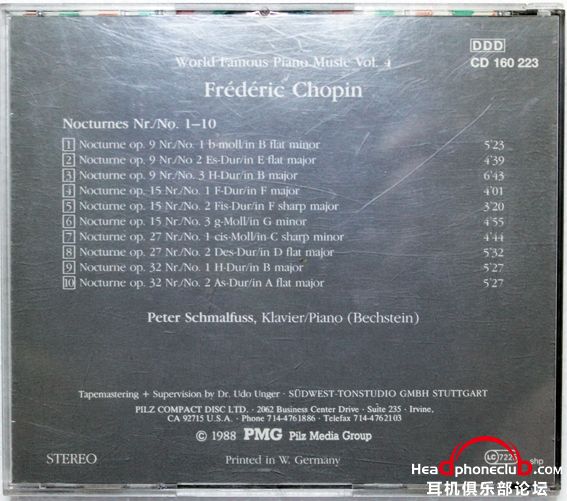 World Famous Piano Music Vol. 4
DDD
CD 160 223
Frédéric Chopin
Nocturnes Nr./No. 1–10
1 Nocturne op. 9 Nr./No. 1 b-moll/in B flat minor 5'23
2 Nocturne op. 9 Nr./No 2 Es-Dur/in E flat major 4'39
3 Nocturne op. 9 Nr./No. 3 H-Dur/in B major 6'43
4 Nocturne op. 15 Nr./No. 1 F-Dur/in F major 4'01
5 Nocturne op. 15 Nr./No. 2 Fis-Dur/in F sharp major 3'20
6 Nocturne op. 15 Nr./No. 3 g-Moll/in G minor 4'55
7 Nocturne op. 27 Nr./No. 1 cis-Moll/in C sharp minor 4'44
8 Nocturne op. 27 Nr./No. 2 Des-Dur/in D flat major 5'32
9 Nocturne op. 32 Nr./No. 1 H-Dur/in B major 5'27
10 Nocturne op. 32 Nr./No. 2 As-Dur/in A flat major 5'27
Peter Schmalfuss, Klavier/Piano (Bechstein)
Tapemastering + Supervision by Dr. Udo Unger · SÜDWEST-TONSTUDIO GMBH STUTTGART
PILZ COMPACT DISC LTD. · 2062 Business Center Drive · Suite 235 · Irvine,
CA 92715 U.S.A. · Phone 714-4761886 · Telefax 714-4762103
© 1988 PMG Pilz Media Group
STEREO
Printed in W. Germany
LC 7225
shp
Headphoneclub.com
耳机俱乐部论坛